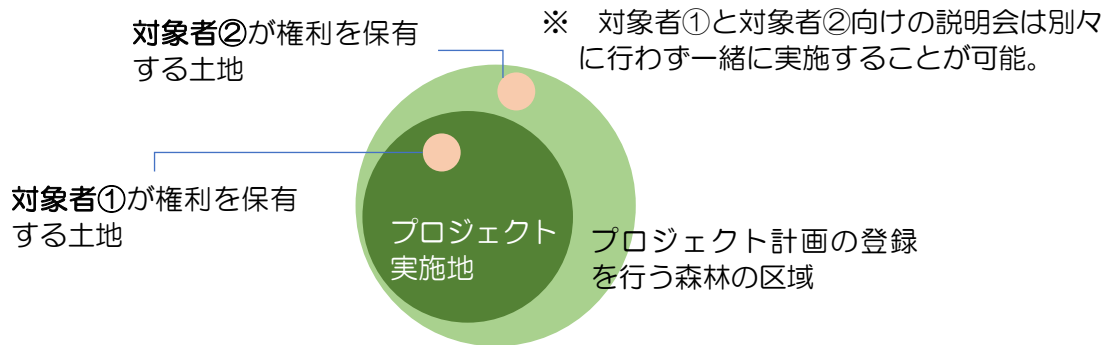 対象者②が権利を保有
する土地
※　対象者①と対象者②向けの説明会は別々
に行わず一緒に実施することが可能。
対象者①が権利を保有
する土地
プロジェクト
実施地
プロジェクト計画の登録
を行う森林の区域